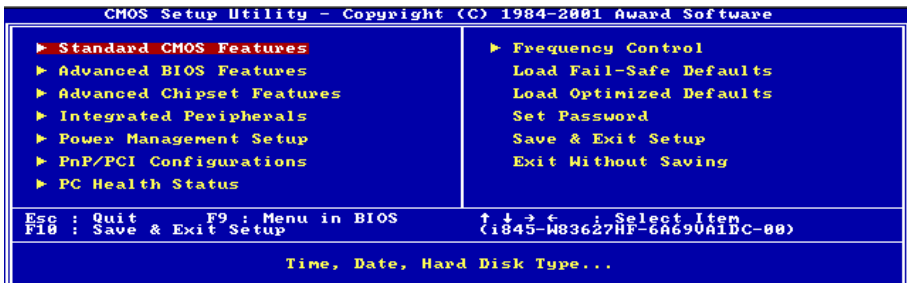 CMOS Setup Utility - Copyright (C) 1984-2001 Award Software
► Standard CMOS Features
► Advanced BIOS Features
► Advanced Chipset Features
► Integrated Peripherals
► Power Management Setup
► PnP/PCI Configurations
► PC Health Status
► Frequency Control
Load Fail-Safe Defaults
Load Optimized Defaults
Set Password
Save & Exit Setup
Exit Without Saving
Esc : Quit F9 : Menu in BIOS ↑ ↓ → ← : Select Item
F10 : Save & Exit Setup (i845-W83627HF-6A69VA1DC-00)
Time, Date, Hard Disk Type...